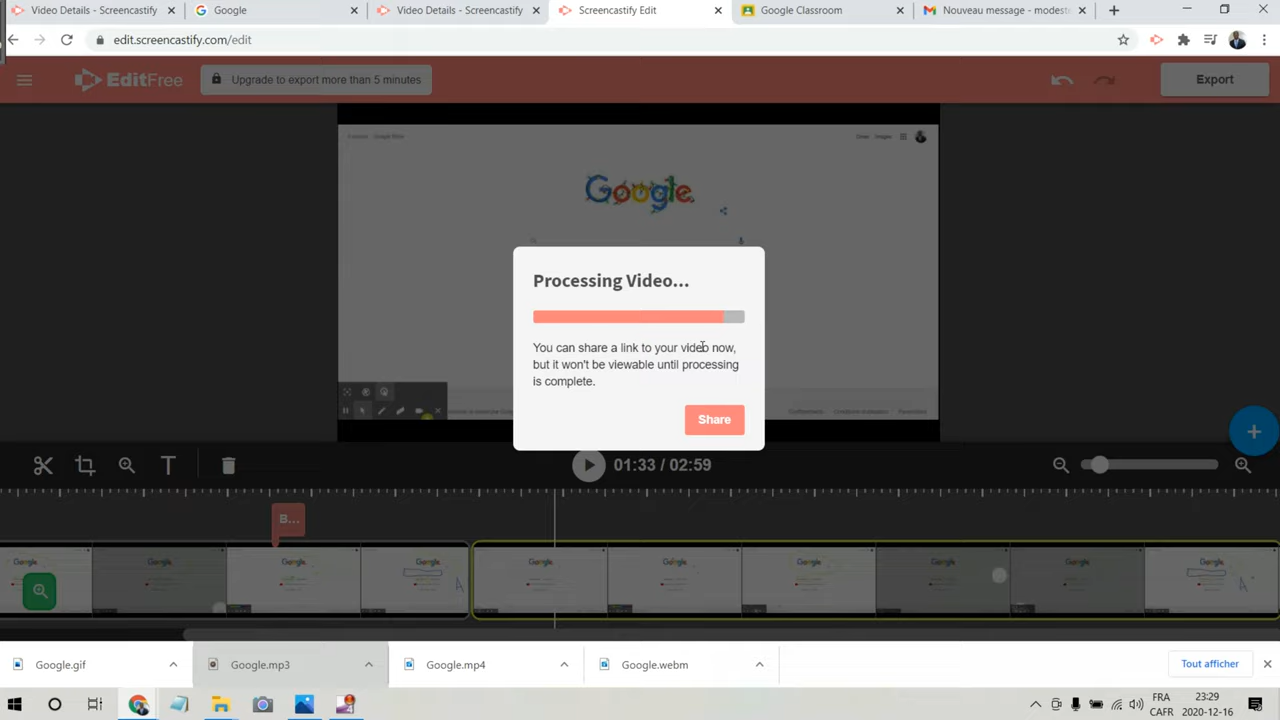 Video Details - Screencastify
Google
Video Details - Screencastify
Screencastify Edit
Google Classroom
Nouveau message - modest
edit.screencastify.com/edit
EditFree
Upgrade to export more than 5 minutes
Export
Google
Processing Video...
You can share a link to your video now,
but it won't be viewable until processing
is complete.
Share
T
01:33 / 02:59
B...
Google.gif
Google.mp3
Google.mp4
Google.webm
Tout afficher
FRA
CAFR
23:29
2020-12-16